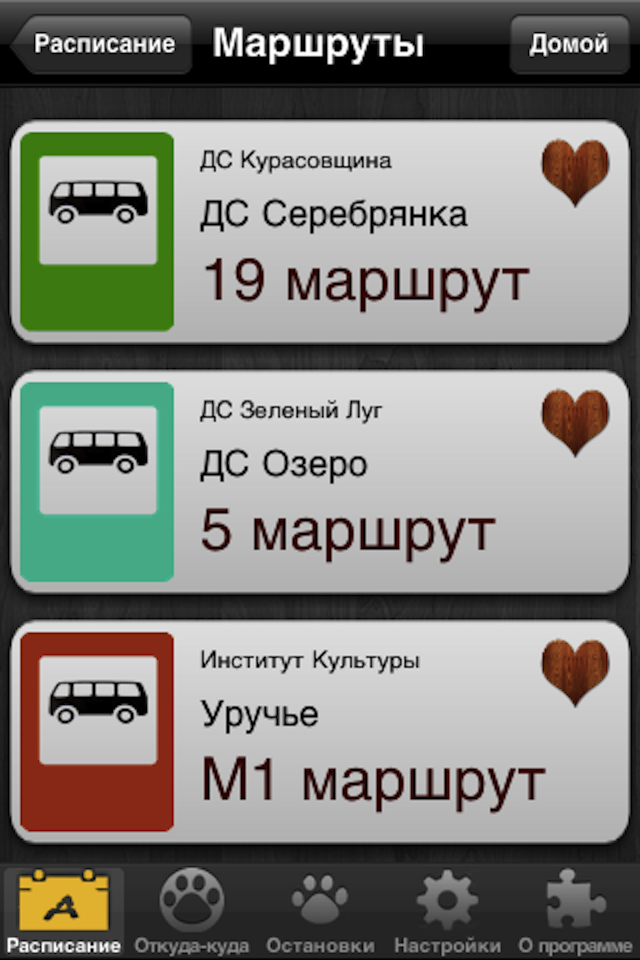 Расписание
Маршруты
Домой
ДС Курасовщина
ДС Серебрянка
19 маршрут
ДС Зеленый Луг
ДС Озеро
5 маршрут
Институт Культуры
Уручье
М1 маршрут
А
Расписание
Откуда-куда
Остановки
Настройки
О программе